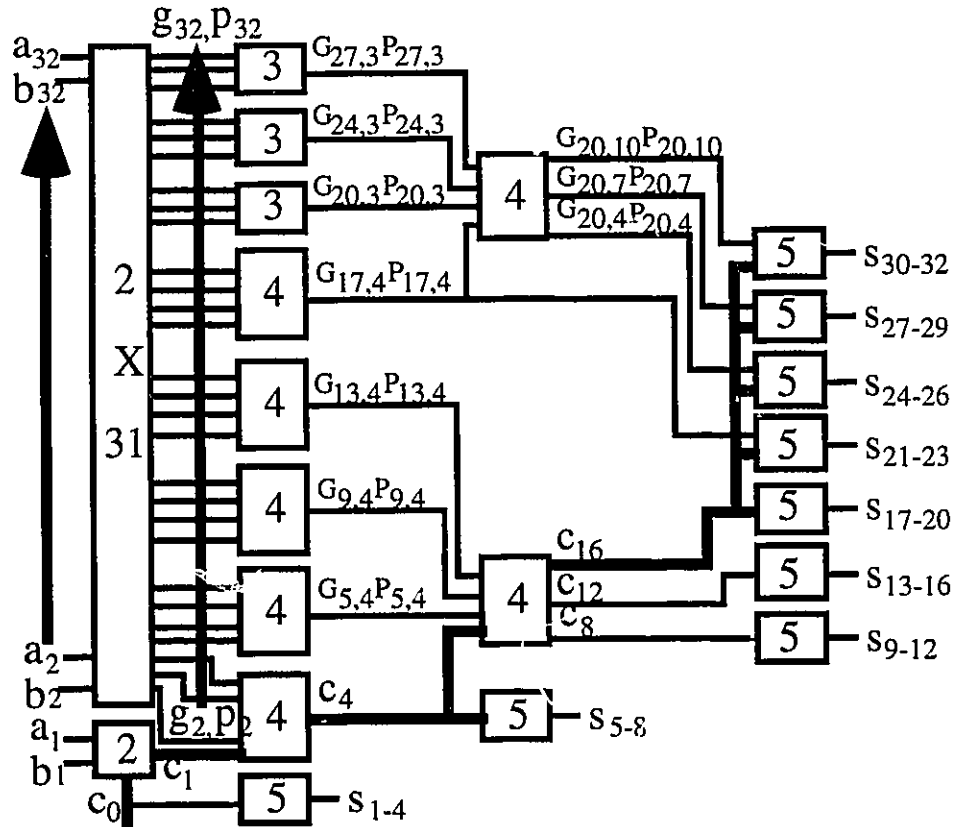 g32,p32
a32
b32
3
G27,3P27,3
3
G24,3P24,3
3
G20,3P20,3
4
G20,10P20,10
G20,7P20,7
G20,4P20,4
5
s30-32
2
X
31
4
G17,4P17,4
5
s27-29
5
s24-26
4
G13,4P13,4
5
s21-23
4
G9,4P9,4
5
s17-20
c16
4
c12
c8
5
s13-16
4
G5,4P5,4
5
s9-12
a2
b2
g2,p2
4
c4
5
s5-8
a1
b1
2
c1
c0
5
s1-4